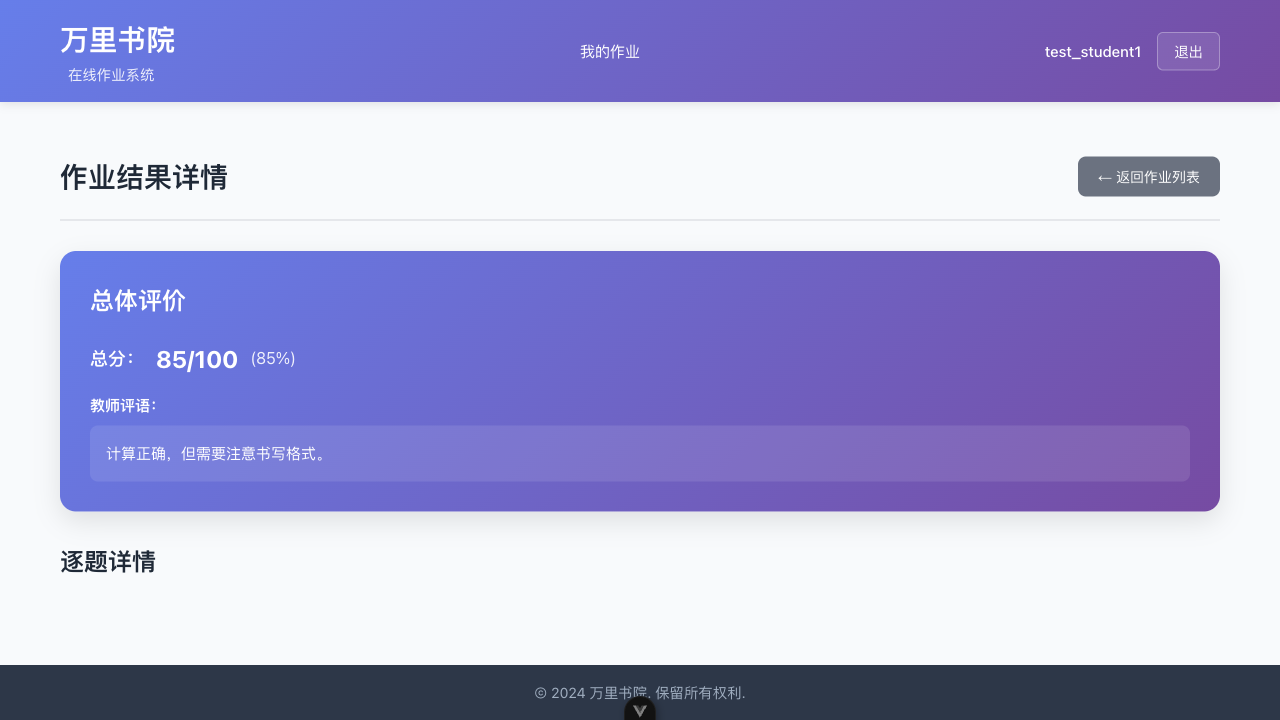 万里书院
在线作业系统
我的作业
test_student1
退出
作业结果详情
← 返回作业列表
总体评价
总分： 85/100 (85%)
教师评语：
计算正确，但需要注意书写格式。
逐题详情
© 2024 万里书院. 保留所有权利.